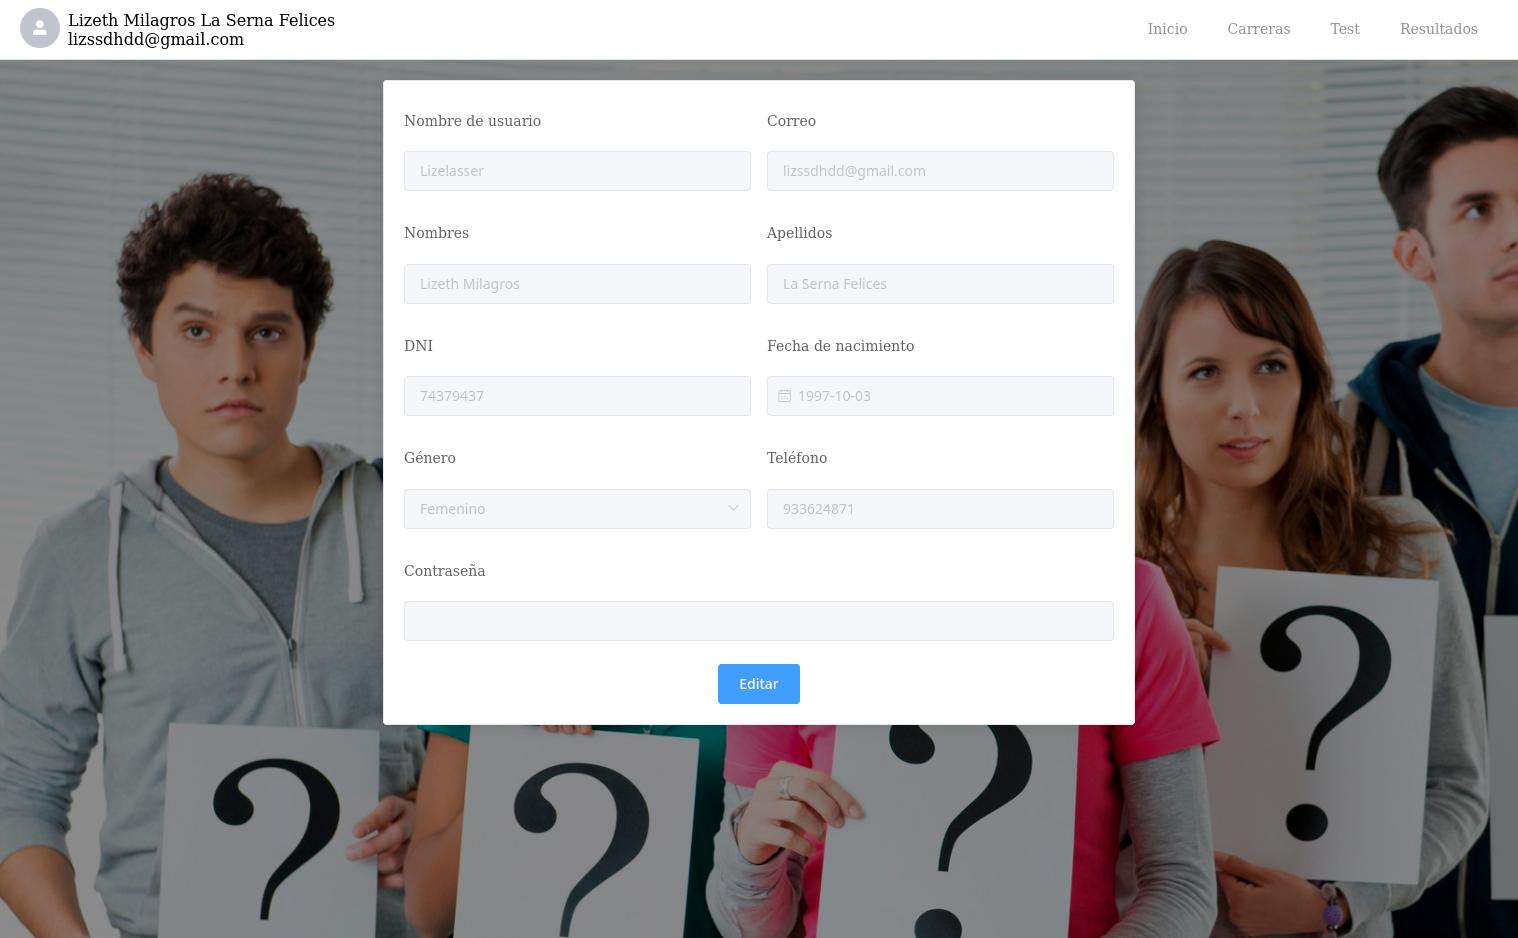 Lizeth Milagros La Serna Felices
lizssdhdd@gmail.com
Inicio Carreras Test Resultados
Nombre de usuario Correo
Lizelasser lizssdhdd@gmail.com
Nombres Apellidos
Lizeth Milagros La Serna Felices
DNI Fecha de nacimiento
74379437 1997-10-03
Género Teléfono
Femenino 933624871
Contraseña
Editar
? ? ? ?